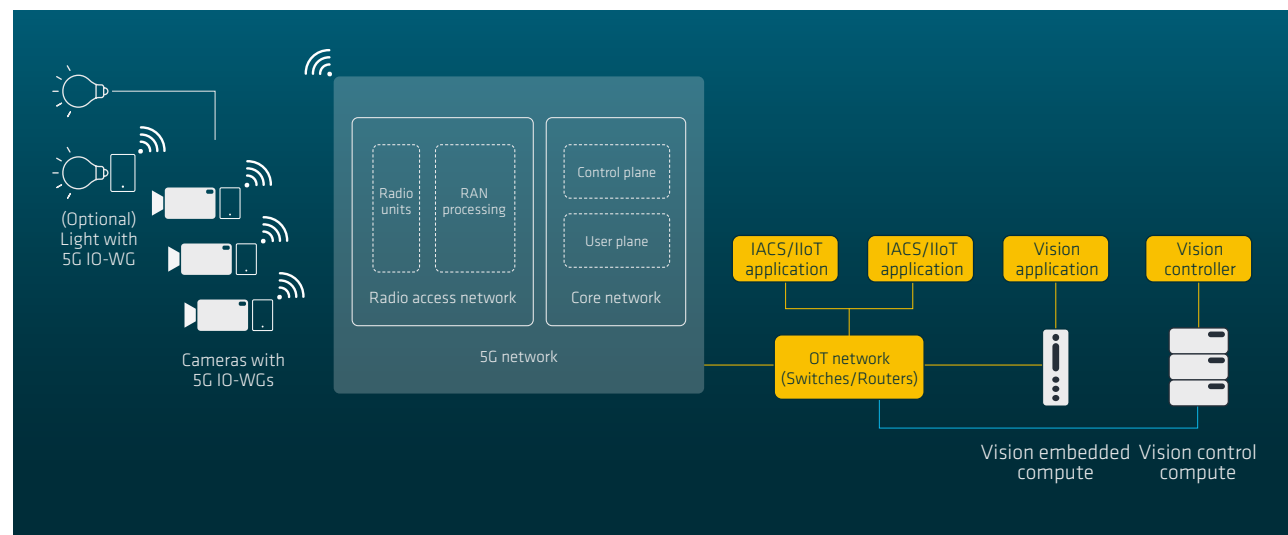 (Optional)
Light with
5G IO-WG
Cameras with
5G IO-WGs
Radio
units
RAN
processing
Radio access network
Control plane
User plane
Core network
5G network
IACS/IIoT
application
IACS/IIoT
application
Vision
application
Vision
controller
OT network
(Switches/Routers)
Vision embedded
compute
Vision control
compute